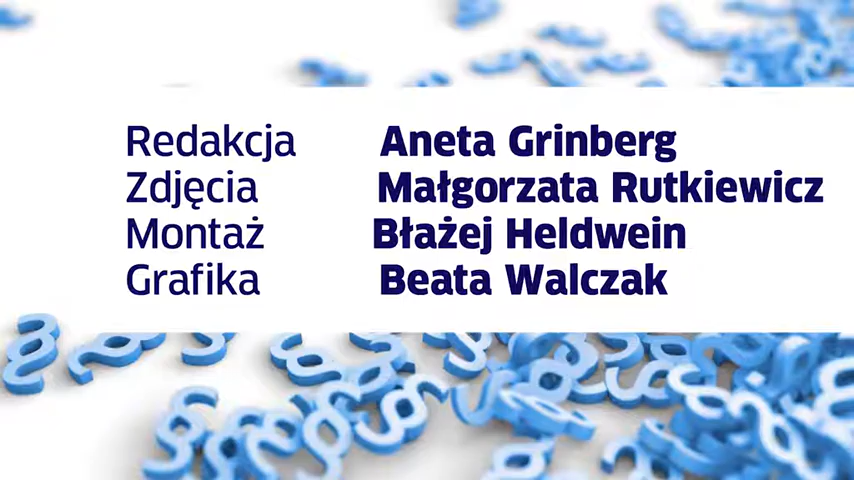 Redakcja Aneta Grinberg
Zdjęcia Małgorzata Rutkiewicz
Montaż Błażej Heldwein
Grafika Beata Walczak